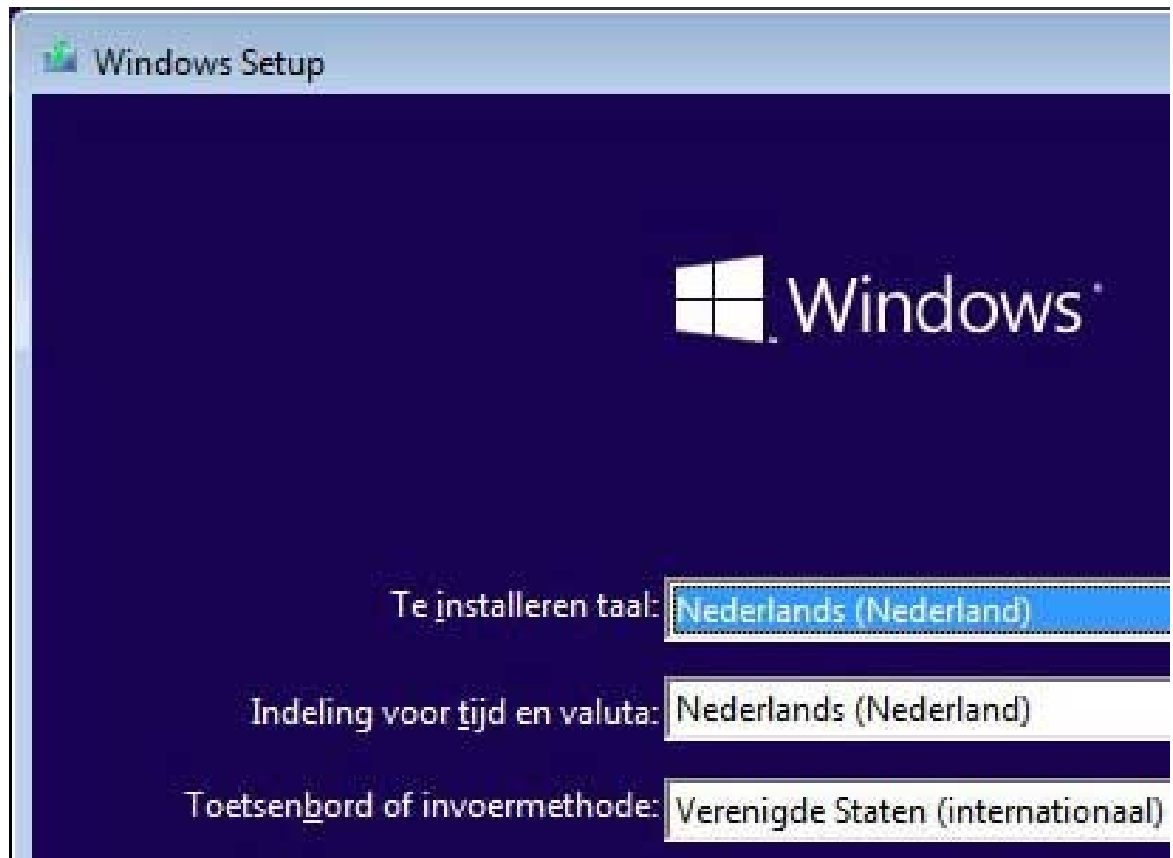 Windows Setup
Windows
Te installeren taal: Nederlands (Nederland)
Indeling voor tijd en valuta: Nederlands (Nederland)
Toetsenbord of invoermethode: Verenigde Staten (internationaal)